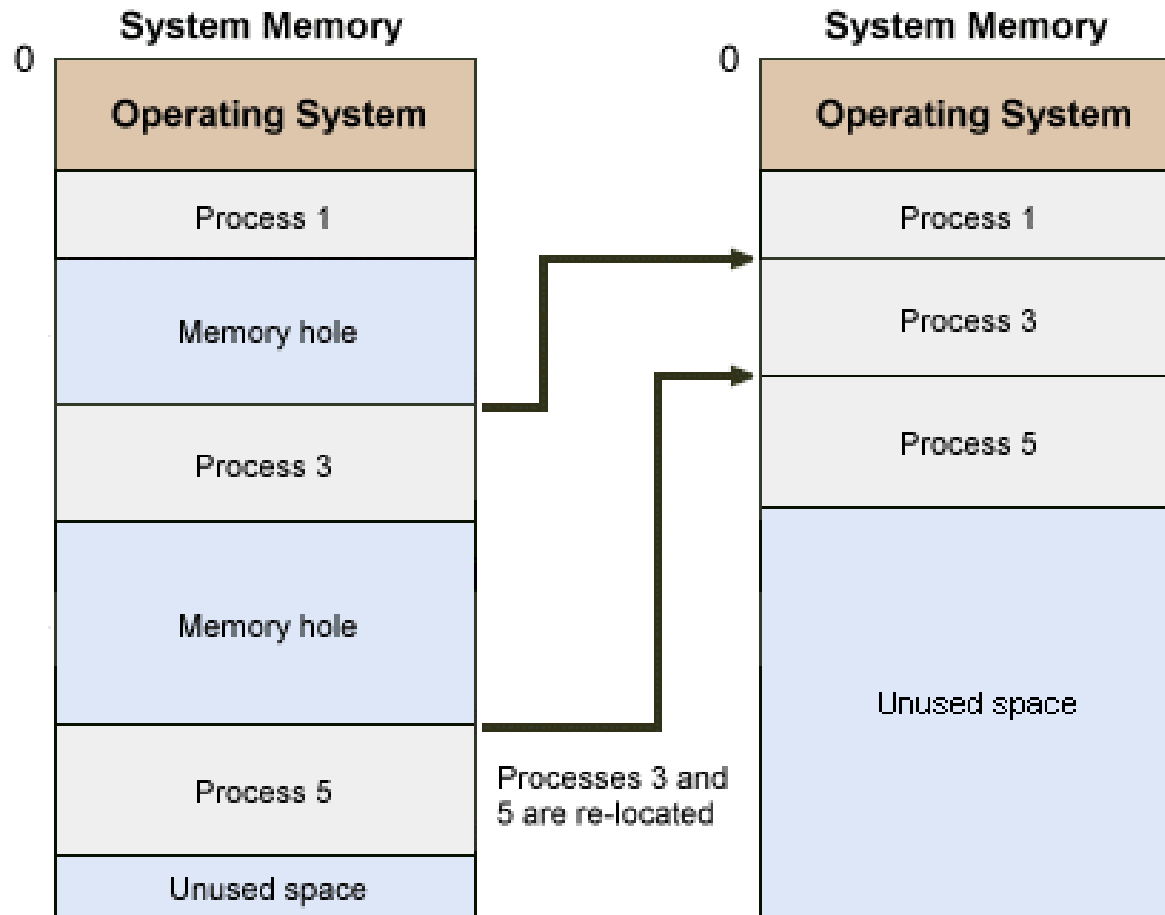 System Memory
0
Operating System
Process 1
Memory hole
Process 3
Memory hole
Process 5
Unused space
Processes 3 and
5 are re-located
System Memory
0
Operating System
Process 1
Process 3
Process 5
Unused space